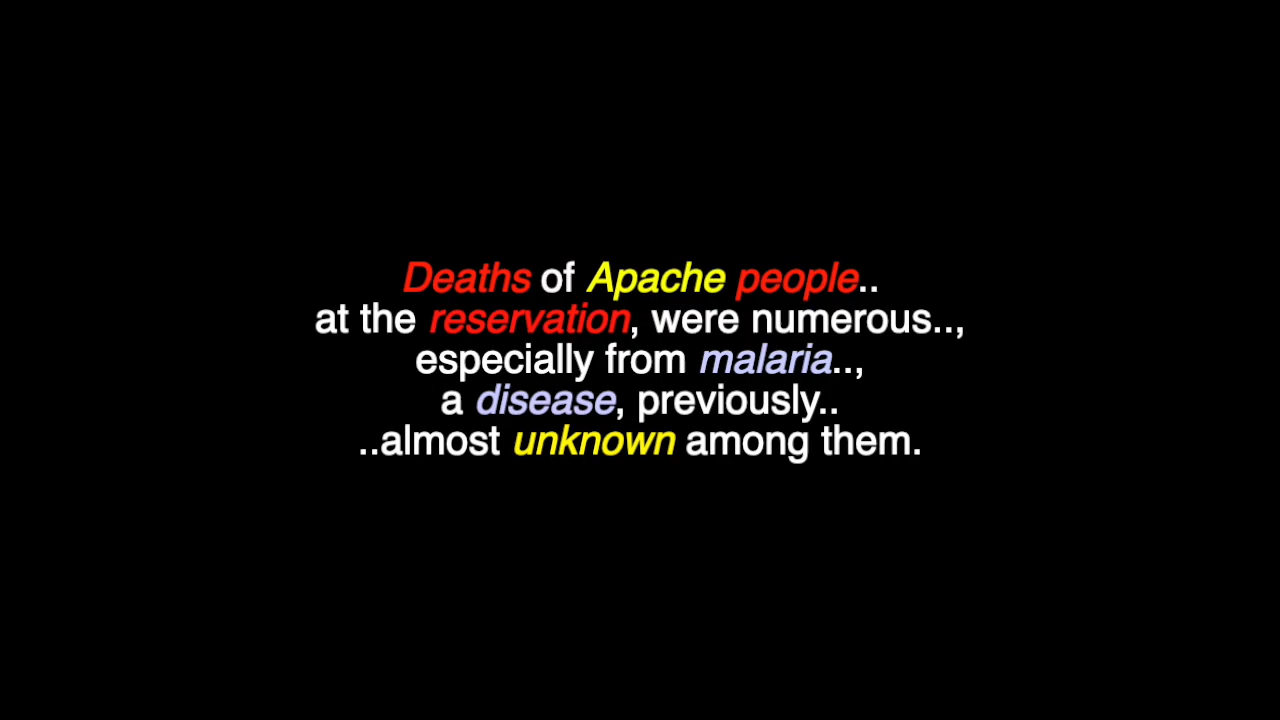 Deaths of Apache people..
at the reservation, were numerous..,
especially from malaria..,
a disease, previously..
..almost unknown among them.